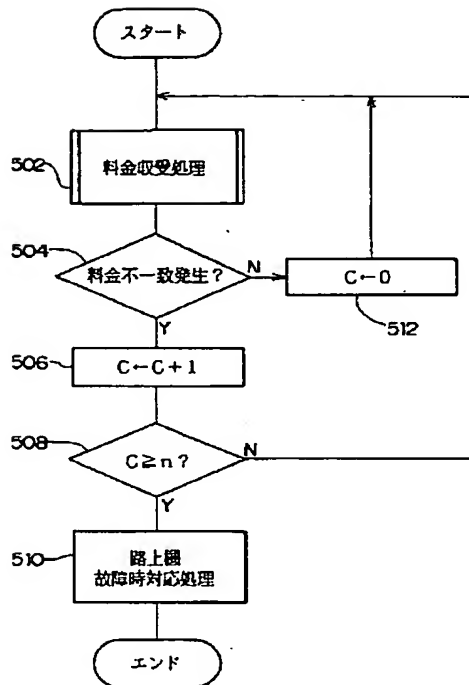 スタート
502
料金収受処理
504
料金不一致発生?
N
C←0
512
Y
506
C←C+1
508
C≧n?
N
Y
510
路上機
故障時対応処理
エンド